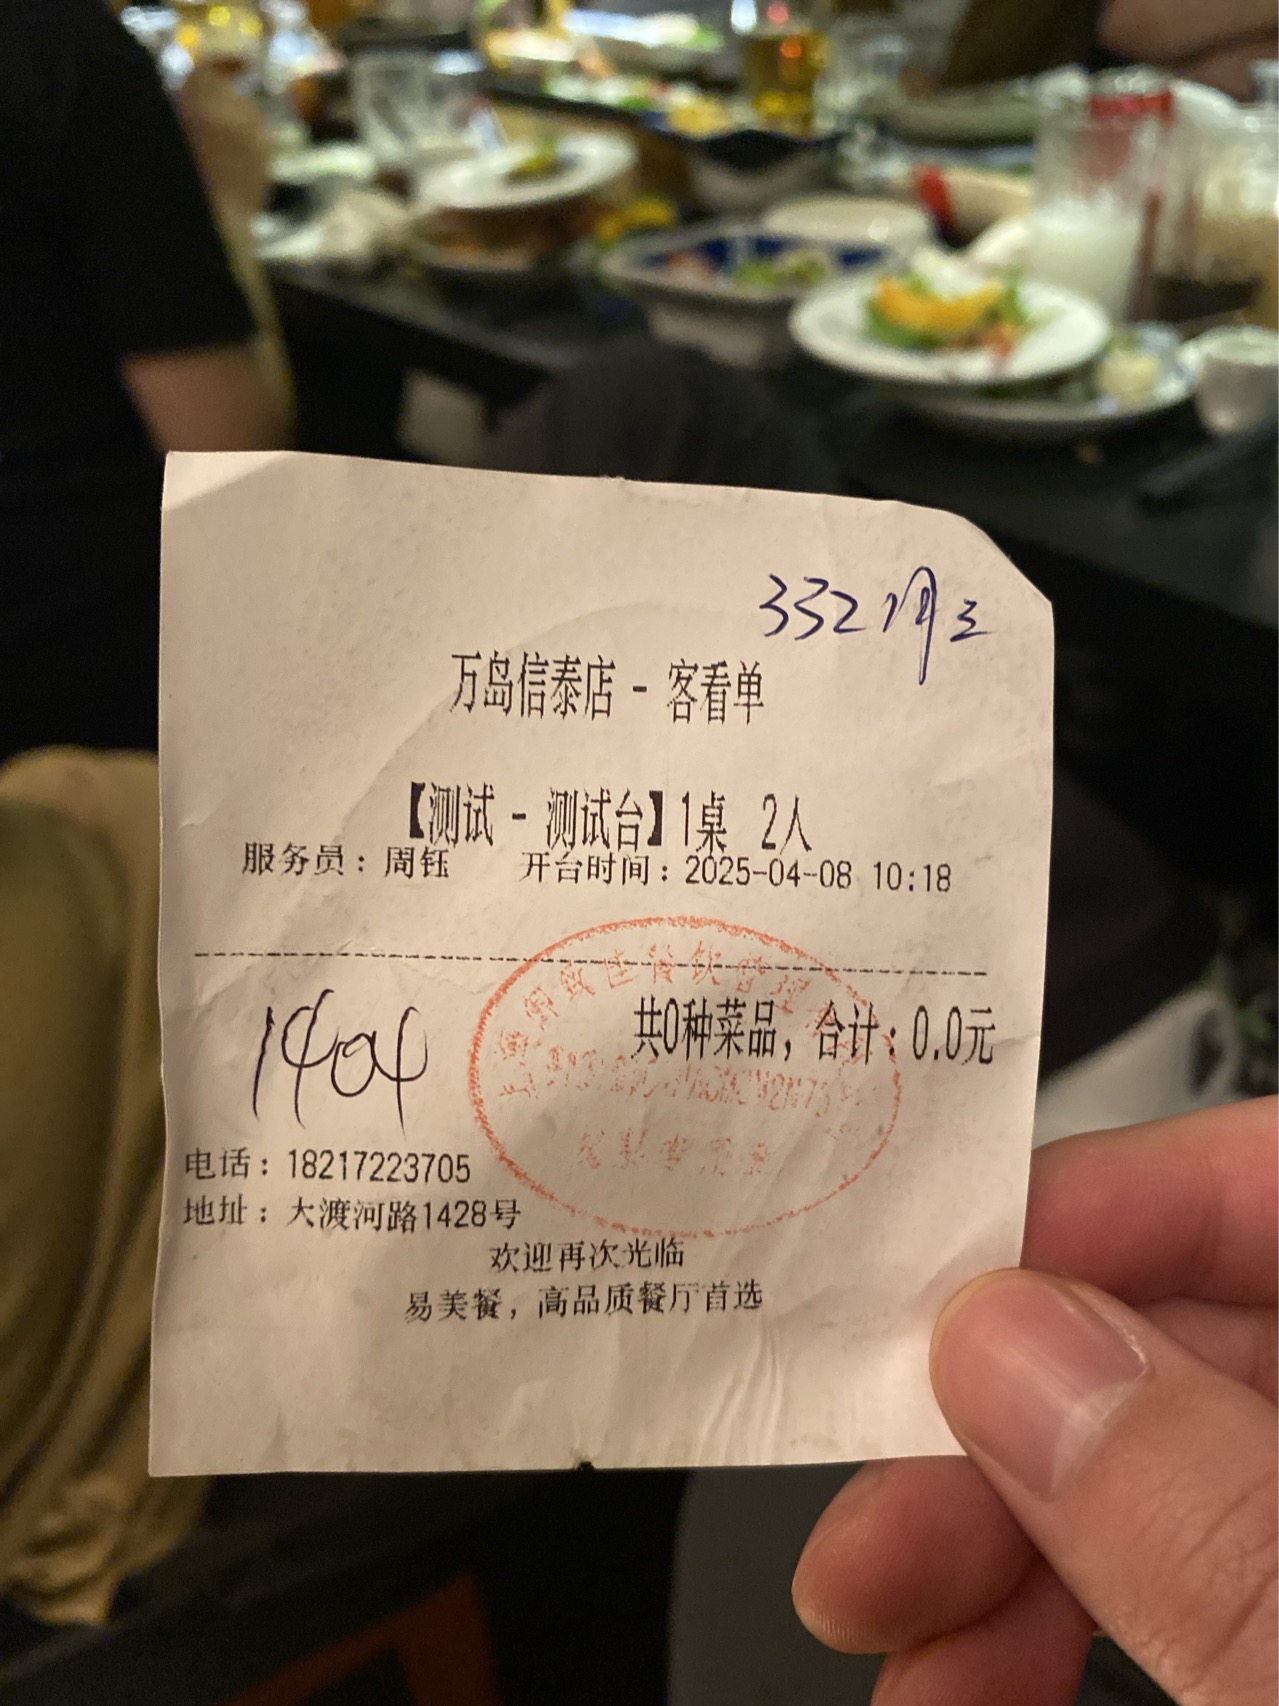 332
万岛信泰店 - 客看单
【测试 - 测试台】1桌 2人
服务员：周钰 开台时间：2025-04-08 10:18
共0种菜品，合计：0.0元
1404
电话：18217223705
地址：大渡河路1428号
欢迎再次光临
易美餐，高品质餐厅首选